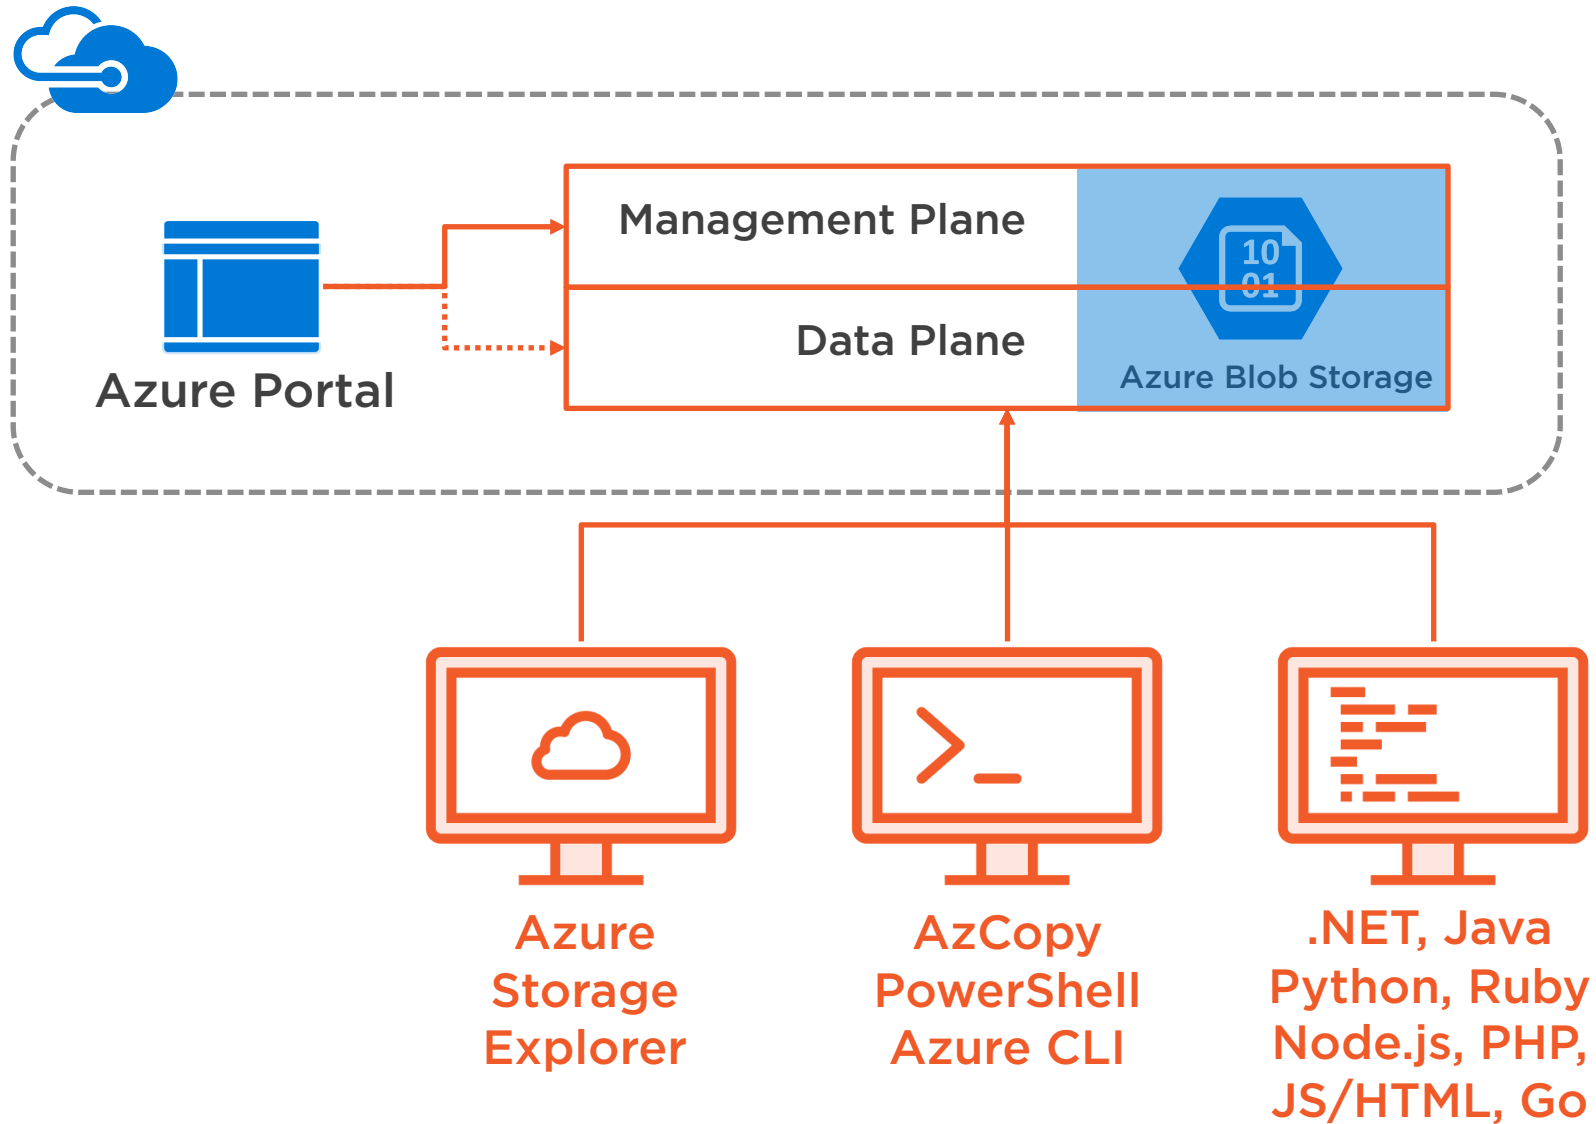 Management Plane
10
01
Data Plane
Azure Blob Storage
Azure Portal
Azure
Storage
Explorer
AzCopy
PowerShell
Azure CLI
.NET, Java
Python, Ruby
Node.js, PHP,
JS/HTML, Go